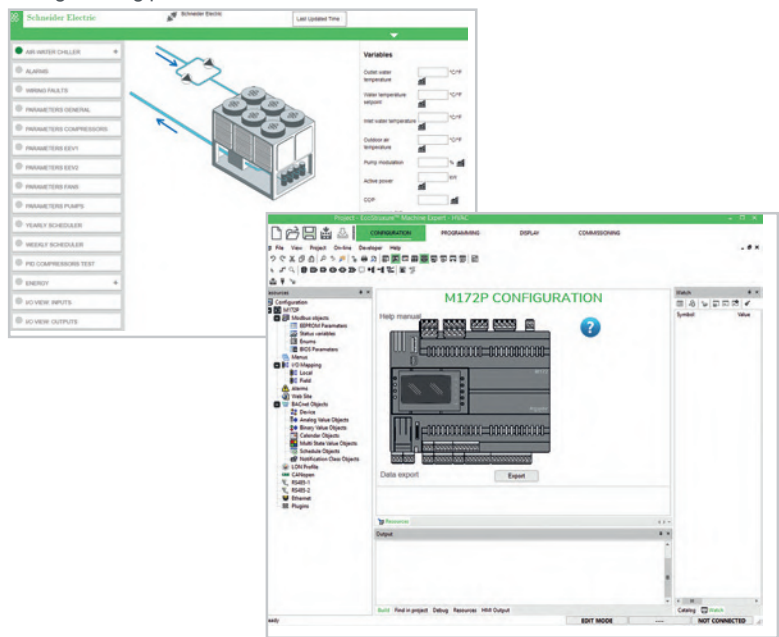 Schneider Electric
Schneider Electric
Last Updated Time
AIR-WATER CHILLER +
ALARMS
WIRING FAULTS
PARAMETERS GENERAL
PARAMETERS COMPRESSORS
PARAMETERS EEV1
PARAMETERS EEV2
PARAMETERS FANS
PARAMETERS PUMPS
YEARLY SCHEDULER
WEEKLY SCHEDULER
PID COMPRESSORS TEST
ENERGY +
I/O VIEW: INPUTS
I/O VIEW: OUTPUTS
Variables
Outlet water
temperature
°C/°F
Water temperature
setpoint
°C/°F
Inlet water temperature
°C/°F
Outdoor air
temperature
°C/°F
Pump modulation
%
Active power
kW
COP
Project - EcoStruxure™ Machine Expert - HVAC
CONFIGURATION PROGRAMMING DISPLAY COMMISSIONING
File View Project On-line Developer Help
Configuration
M172P
Modbus objects
EEPROM Parameters
Status variables
Enums
BIOS Parameters
Menus
I/O Mapping
Local
Field
Alarms
Web Site
BACnet Objects
Device
Analog Value Objects
Binary Value Objects
Calendar Objects
Multi State Value Objects
Schedule Objects
Notification Class Objects
LON Profile
CANopen
RS485-1
RS485-2
Ethernet
Plugins
M172P CONFIGURATION
Help manual
?
M172
Data export
Export
Resources
Output
Build Find in project Debug Resources HMI Output
Watch
Symbol Value
Catalog Watch
EDIT MODE ---- NOT CONNECTED